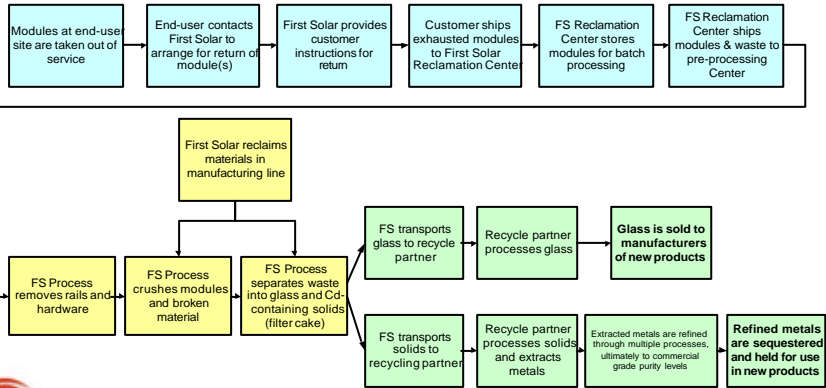 Modules at end-user
site are taken out of
service
End-user contacts
First Solar to
arrange for return of
module(s)
First Solar provides
customer
instructions for
return
Customer ships
exhausted modules
to First Solar
Reclamation Center
FS Reclamation
Center stores
modules for batch
processing
FS Reclamation
Center ships
modules & waste to
pre-processing
Center
First Solar reclaims
materials in
manufacturing line
FS Process
removes rails and
hardware
FS Process
crushes modules
and broken
material
FS Process
separates waste
into glass and Cd-
containing solids
(filter cake)
FS transports
glass to recycle
partner
Recycle partner
processes glass
Glass is sold to
manufacturers
of new products
FS transports
solids to
recycling partner
Recycle partner
processes solids
and extracts
metals
Extracted metals are refined
through multiple processes,
ultimately to commercial
grade purity levels
Refined metals
are sequestered
and held for use
in new products